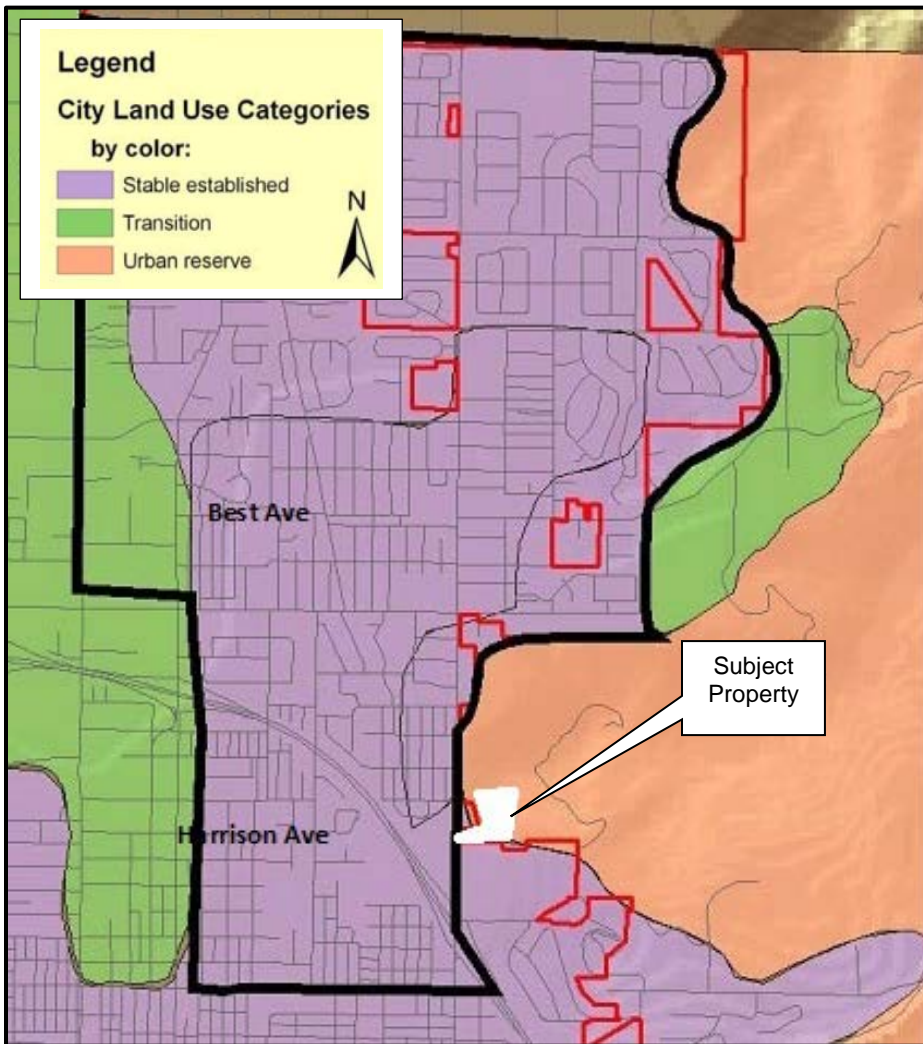 Legend
City Land Use Categories
by color:
Stable established
Transition
Urban reserve
N
Best Ave
Subject
Property
Harrison Ave